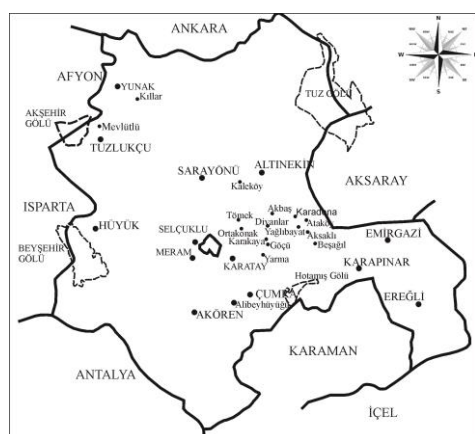 ANKARA
N
W
E
S
AFYON
YUNAK
Kıllar
TUZ GÖLÜ
AKŞEHİR
GÖLÜ
Mevlütlü
TUZLUKÇU
SARAYÖNÜ
ALTINEKİN
Kaleköy
AKSARAY
ISPARTA
HÜYÜK
Akbaş
Karadona
Tömek
Divanlar
Ataköy
SELÇUKLU
Ortakonak
Yağlıbayat
Aksaklı
EMİRGAZİ
BEYŞEHİR
GÖLÜ
Karakaya
Göçü
Beşağıl
MERAM
KARATAY
Yarma
KARAPINAR
Hotamış Gölü
ÇUMRA
Alibeyhüyüğü
EREĞLİ
AKÖREN
KARAMAN
ANTALYA
İÇEL